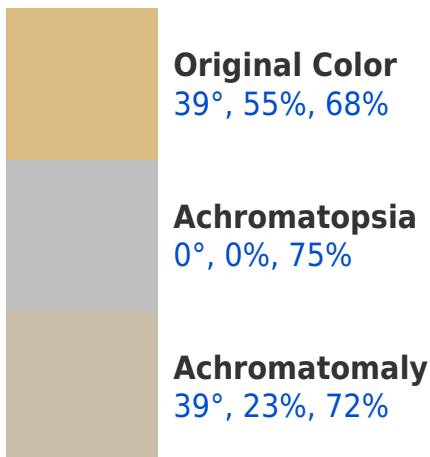 Original Color
39°, 55%, 68%
Achromatopsia
0°, 0%, 75%
Achromatomaly
39°, 23%, 72%